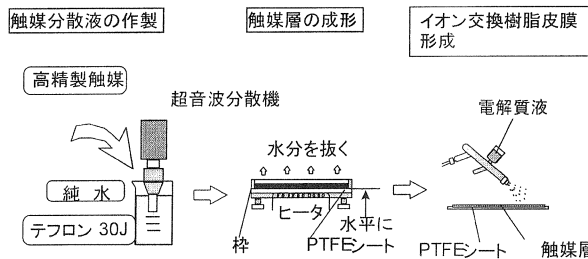 触媒分散液の作製
高精製触媒
超音波分散機
純 水
テフロン 30J
触媒層の成形
水分を抜く
ヒータ
水平に
枠
PTFEシート
イオン交換樹脂皮膜
形成
電解質液
PTFEシート
触媒層